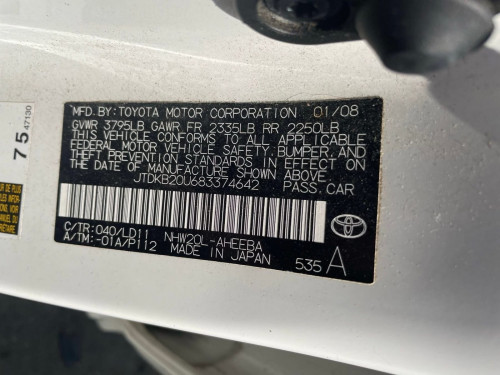 MFD. BY: TOYOTA MOTOR CORPORATION 01/08
GVWR 3795LB GAWR FR 2335LB RR 2250LB
THIS VEHICLE CONFORMS TO ALL APPLICABLE
FEDERAL MOTOR VEHICLE SAFETY, BUMPER, AND
THEFT PREVENTION STANDARDS IN EFFECT ON
THE DATE OF MANUFACTURE SHOWN ABOVE.
JTDKB20U683374642 PASS.CAR
C/TR: 040/LD11 NHW20L-AHEEBA
A/TM: -01A/P112 MADE IN JAPAN
535 A
75 47130